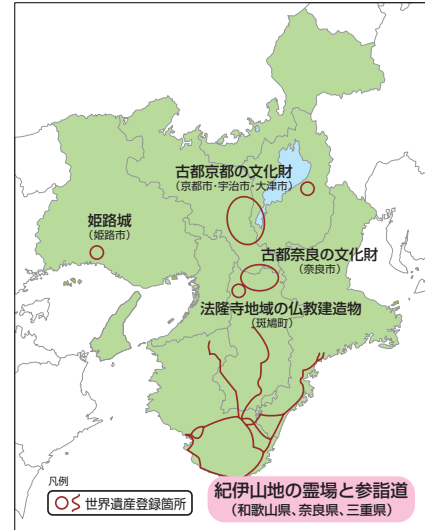 古都京都の文化財
（京都市・宇治市・大津市）
姫路城
（姫路市）
古都奈良の文化財
（奈良市）
法隆寺地域の仏教建造物
（斑鳩町）
凡例
世界遺産登録箇所
紀伊山地の霊場と参詣道
（和歌山県、奈良県、三重県）